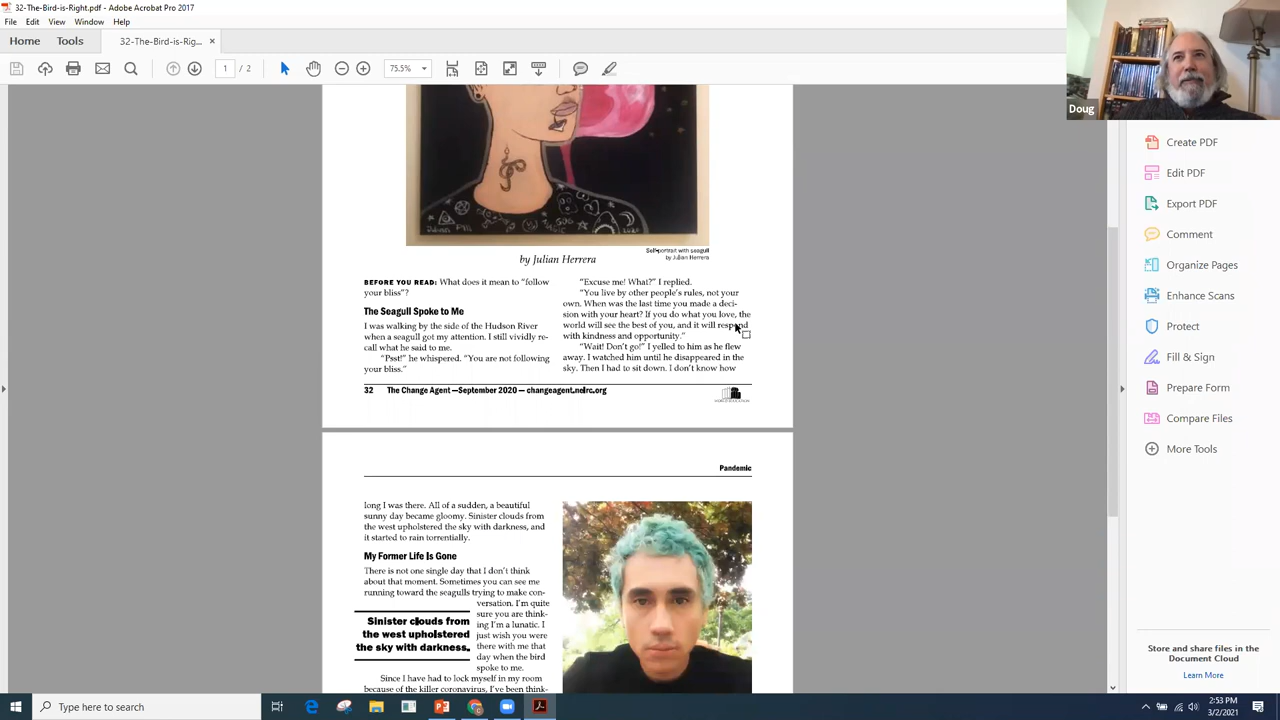 32-The-Bird-is-Right.pdf - Adobe Acrobat Pro 2017
File Edit View Window Help
Home Tools 32-The-Bird-is-Rig... ×
1 / 2 75.5%
Doug
Self-portrait with seagull
by Julian Herrera
by Julian Herrera
BEFORE YOU READ: What does it mean to "follow
your bliss"?
The Seagull Spoke to Me
I was walking by the side of the Hudson River
when a seagull got my attention. I still vividly re-
call what he said to me.
"Psst!" he whispered. "You are not following
your bliss."
"Excuse me! What?" I replied.
"You live by other people's rules, not your
own. When was the last time you made a deci-
sion with your heart? If you do what you love, the
world will see the best of you, and it will respond
with kindness and opportunity."
"Wait! Don't go!" I yelled to him as he flew
away. I watched him until he disappeared in the
sky. Then I had to sit down. I don't know how
32 The Change Agent —September 2020 — changeagent.nelrc.org
Pandemic
long I was there. All of a sudden, a beautiful
sunny day became gloomy. Sinister clouds from
the west upholstered the sky with darkness, and
it started to rain torrentially.
My Former Life Is Gone
There is not one single day that I don't think
about that moment. Sometimes you can see me
running toward the seagulls trying to make con-
versation. I'm quite
sure you are think-
ing I'm a lunatic. I
just wish you were
there with me that
day when the bird
spoke to me.
Sinister clouds from
the west upholstered
the sky with darkness.
Since I have had to lock myself in my room
because of the killer coronavirus, I've been think-
Create PDF
Edit PDF
Export PDF
Comment
Organize Pages
Enhance Scans
Protect
Fill & Sign
Prepare Form
Compare Files
More Tools
Store and share files in the
Document Cloud
Learn More
Type here to search
2:53 PM
3/2/2021